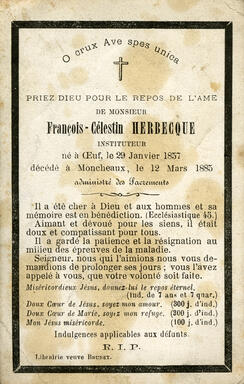 O crux Ave spes unica
PRIEZ DIEU POUR LE REPOS DE L'AME
DE MONSIEUR
François-Célestin HERBECQUE
INSTITUTEUR
né à Œuf, le 29 Janvier 1857
décédé à Moncheaux, le 12 Mars 1885
administré des Sacrements
Il a été cher à Dieu et aux hommes et sa
mémoire est en bénédiction. (Ecclésiastique 45.)
Aimant et dévoué pour les siens, il était
doux et compatissant pour tous.
Il a gardé la patience et la résignation au
milieu des épreuves de la maladie.
Seigneur, nous qui l'aimions nous vous de-
mandions de prolonger ses jours; vous l'avez
appelé à vous, que votre volonté soit faite.
Miséricordieux Jésus, donnez-lui le repos éternel.
(ind. de 7 ans et 7 quar.)
Doux Cœur de Jésus, soyez mon amour. (300 j. d'ind.)
Doux Cœur de Marie, soyez mon refuge. (300 j. d'ind.)
Mon Jésus miséricorde. (100 j. d'ind.)
Indulgences applicables aux défunts.
R. I. P.
Librairie veuve